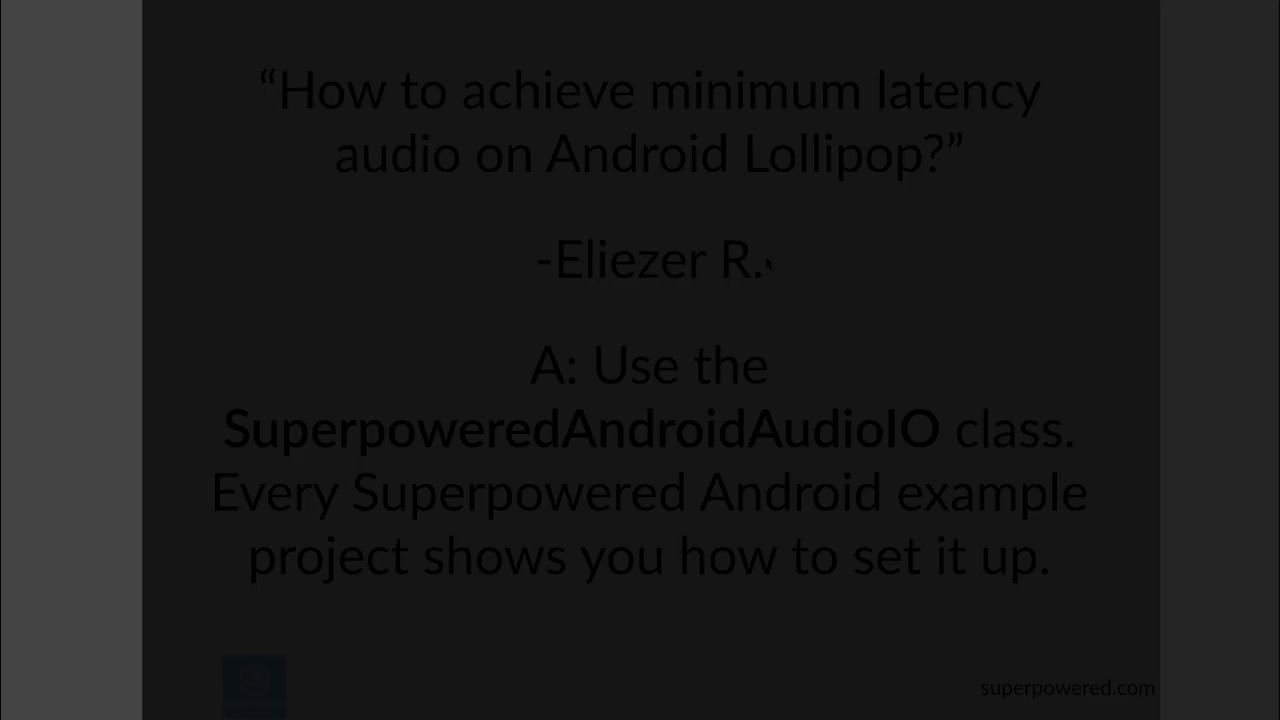 “How to achieve minimum latency
audio on Android Lollipop?”
-Eliezer R.
A: Use the
SuperpoweredAndroidAudioIO class.
Every Superpowered Android example
project shows you how to set it up.
superpowered.com